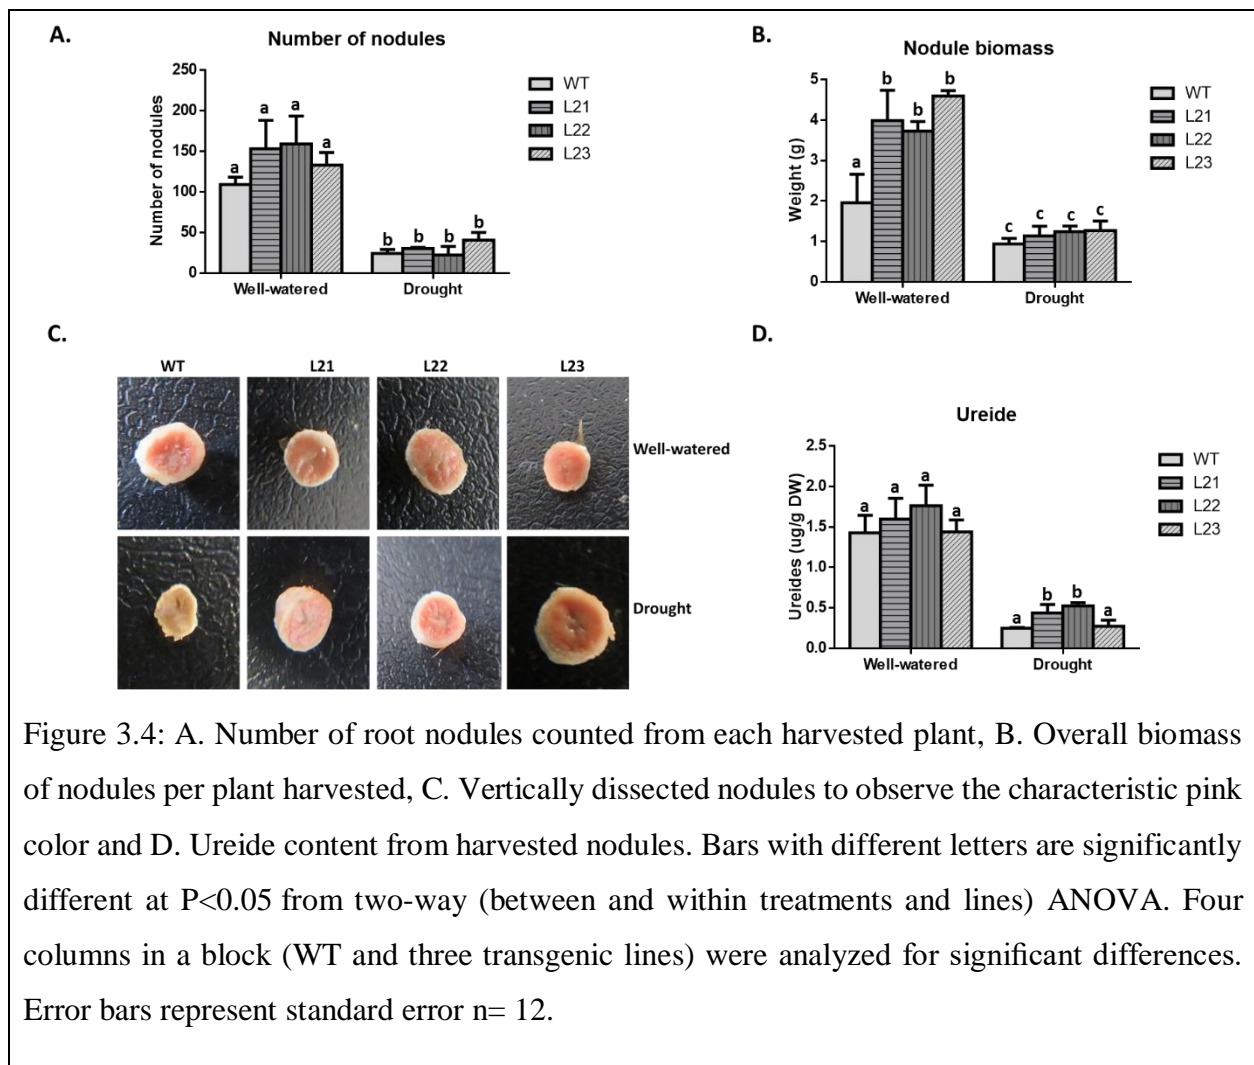 A.
Number of nodules
Number of nodules
250
200
150
100
50
0
a
a
a
a
b
b
b
b
Well-watered
Drought
WT
L21
L22
L23
B.
Nodule biomass
Weight (g)
5
4
3
2
1
0
a
b
b
b
c
c
c
c
Well-watered
Drought
WT
L21
L22
L23
C.
WT
L21
L22
L23
Well-watered
Drought
D.
Ureide
Ureides (ug/g DW)
2.5
2.0
1.5
1.0
0.5
0.0
a
a
a
a
a
b
b
a
Well-watered
Drought
WT
L21
L22
L23
Figure 3.4: A. Number of root nodules counted from each harvested plant, B. Overall biomass
of nodules per plant harvested, C. Vertically dissected nodules to observe the characteristic pink
color and D. Ureide content from harvested nodules. Bars with different letters are significantly
different at P<0.05 from two-way (between and within treatments and lines) ANOVA. Four
columns in a block (WT and three transgenic lines) were analyzed for significant differences.
Error bars represent standard error n= 12.